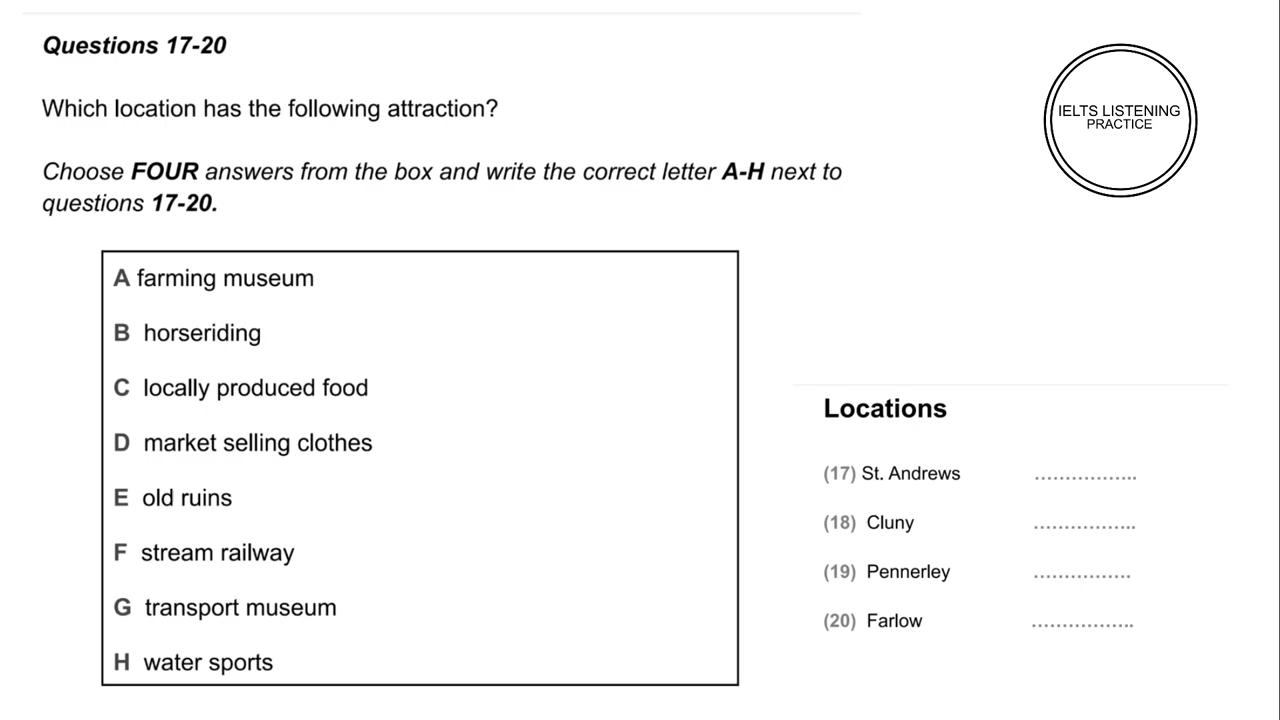 Questions 17-20
IELTS LISTENING
PRACTICE
Which location has the following attraction?
Choose FOUR answers from the box and write the correct letter A-H next to
questions 17-20.
A farming museum
B horseriding
C locally produced food
D market selling clothes
E old ruins
F stream railway
G transport museum
H water sports
Locations
(17) St. Andrews ……………..
(18) Cluny ……………..
(19) Pennerley …………….
(20) Farlow ……………..